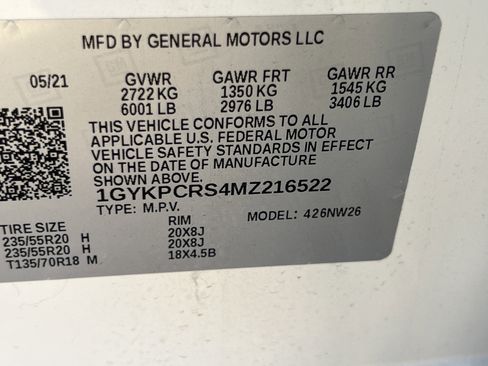 MFD BY GENERAL MOTORS LLC
05/21 GVWR GAWR FRT GAWR RR
2722 KG 1350 KG 1545 KG
6001 LB 2976 LB 3406 LB
THIS VEHICLE CONFORMS TO ALL
APPLICABLE U.S. FEDERAL MOTOR
VEHICLE SAFETY STANDARDS IN EFFECT
ON THE DATE OF MANUFACTURE
SHOWN ABOVE.
1GYKPCRS4MZ216522
TYPE: M.P.V. MODEL: 426NW26
TIRE SIZE RIM
235/55R20 H 20X8J
235/55R20 H 20X8J
T135/70R18 M 18X4.5B